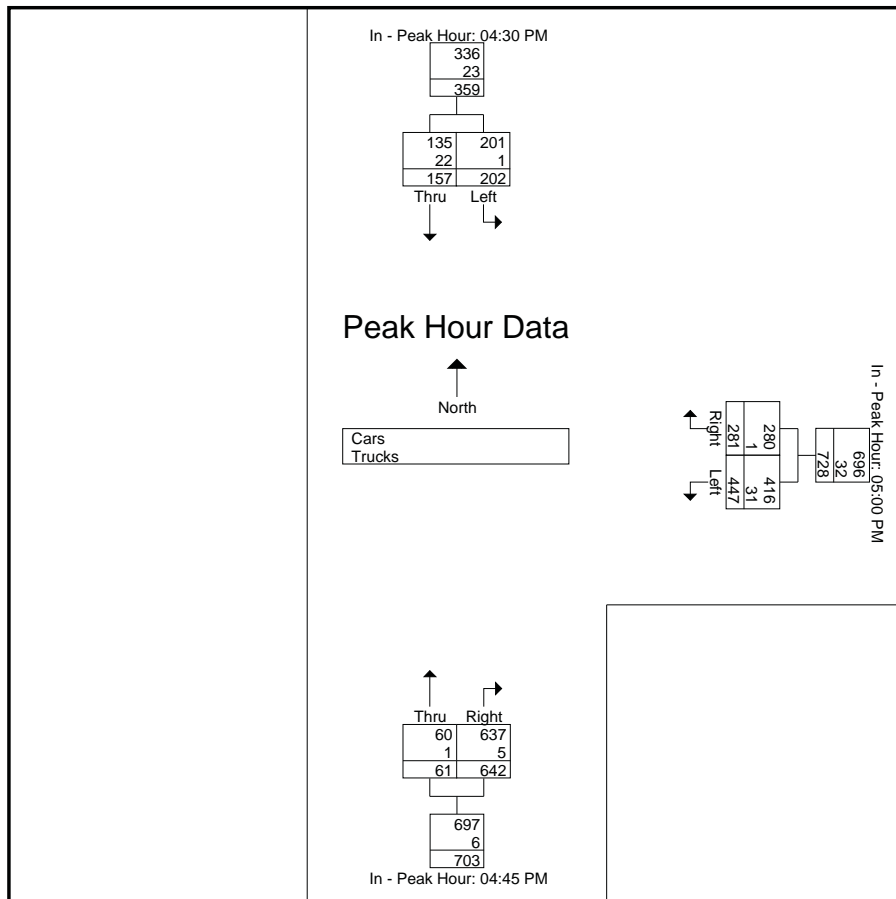 In - Peak Hour: 04:30 PM
336
23
359
135 201
22 1
157 202
Thru Left
Peak Hour Data
North
Cars
Trucks
In - Peak Hour: 05:00 PM
696
32
728
280 416
1 31
281 447
Right Left
Thru Right
60 637
1 5
61 642
697
6
703
In - Peak Hour: 04:45 PM